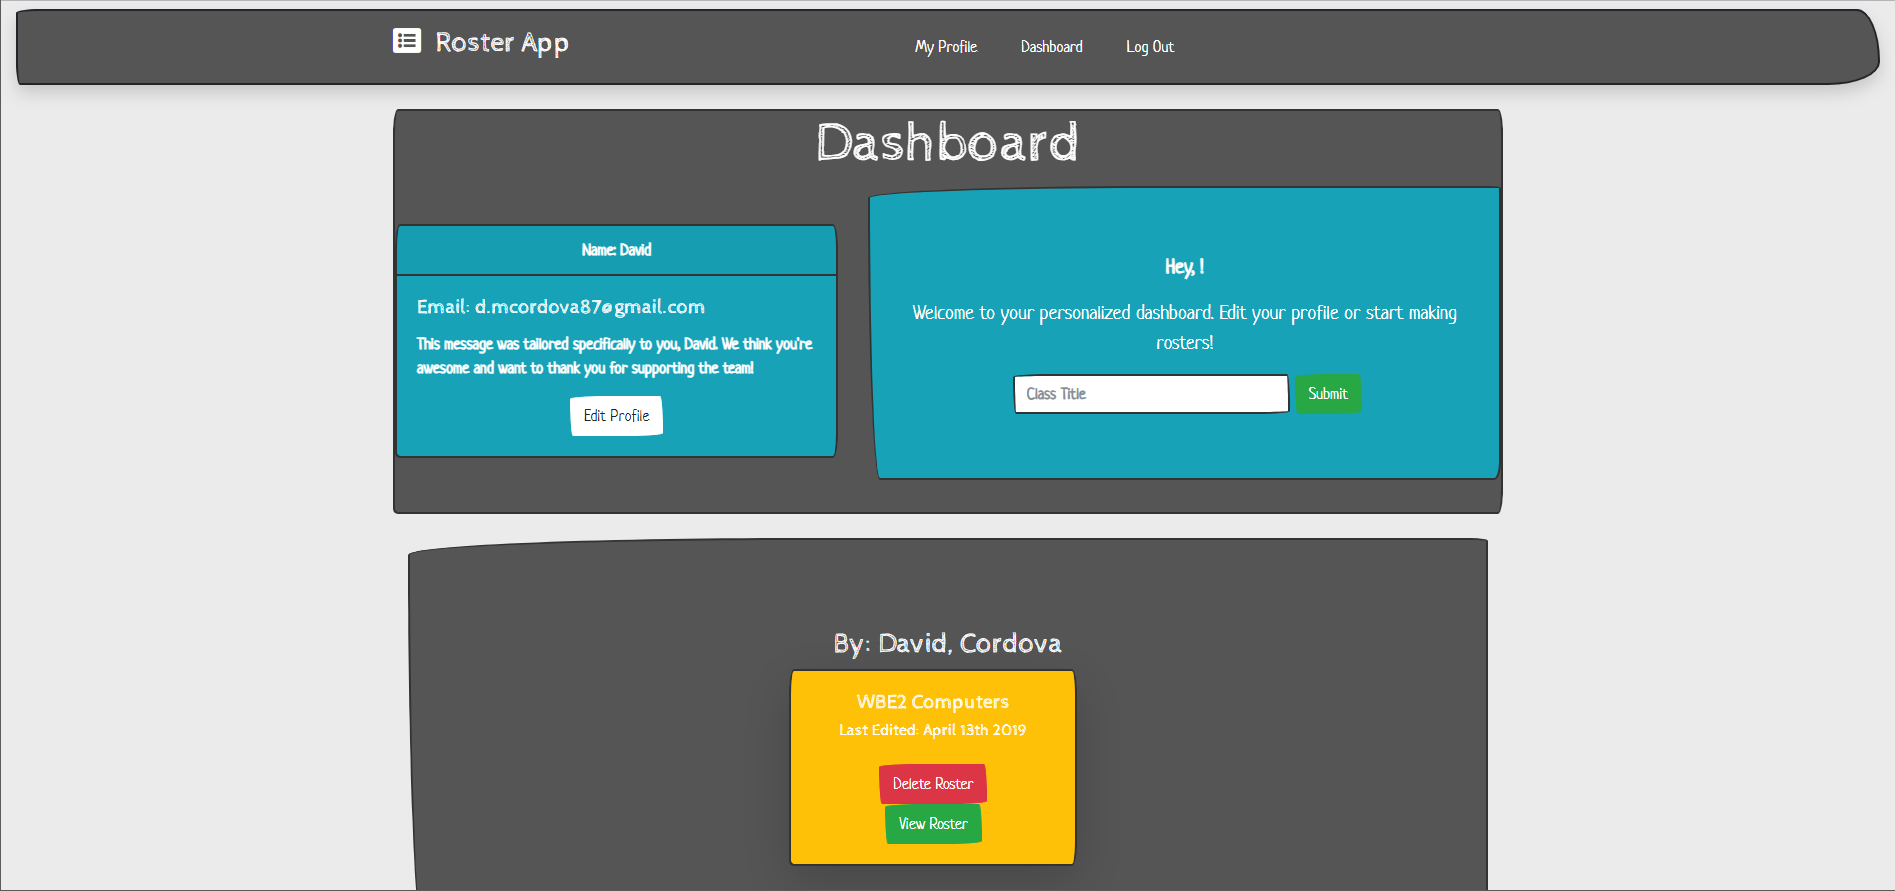 Roster App
My Profile
Dashboard
Log Out
Dashboard
Name: David
Email: d.mcordova87@gmail.com
This message was tailored specifically to you, David. We think you're
awesome and want to thank you for supporting the team!
Edit Profile
Hey, !
Welcome to your personalized dashboard. Edit your profile or start making
rosters!
Class Title
Submit
By: David, Cordova
WBE2 Computers
Last Edited: April 13th 2019
Delete Roster
View Roster